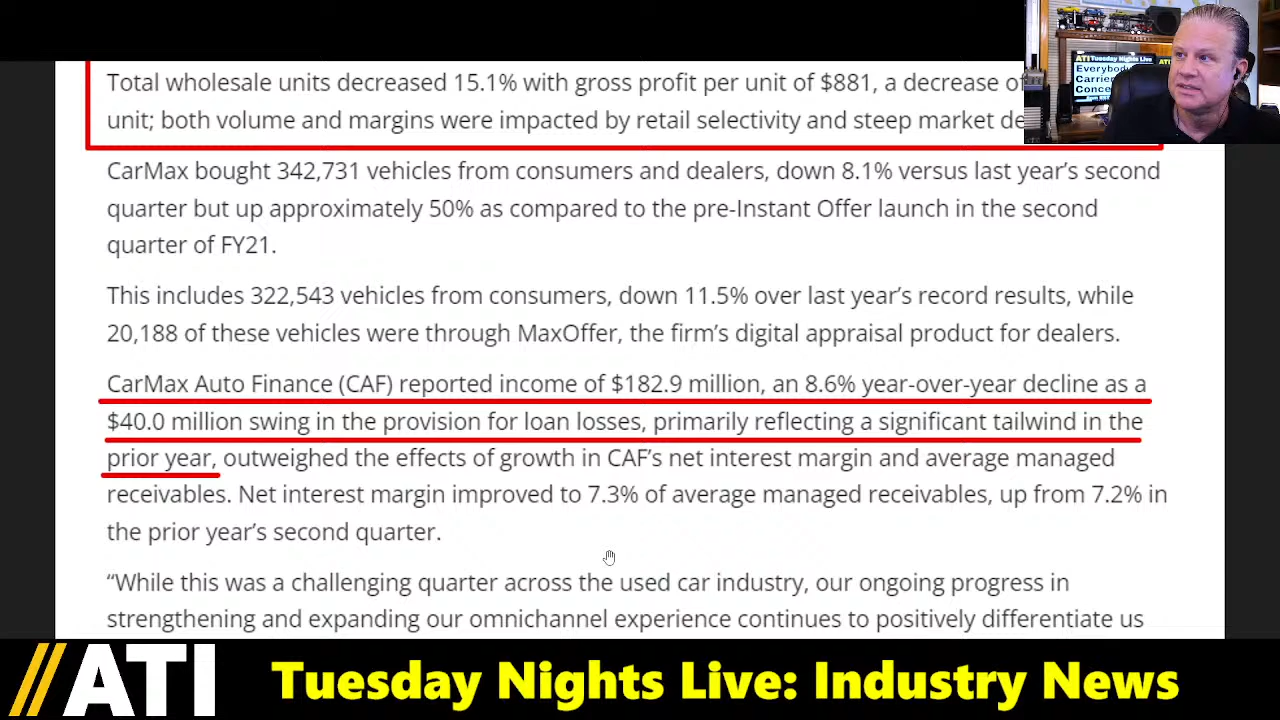 Total wholesale units decreased 15.1% with gross profit per unit of $881, a decrease of
unit; both volume and margins were impacted by retail selectivity and steep market de
CarMax bought 342,731 vehicles from consumers and dealers, down 8.1% versus last year's second
quarter but up approximately 50% as compared to the pre-Instant Offer launch in the second
quarter of FY21.
This includes 322,543 vehicles from consumers, down 11.5% over last year's record results, while
20,188 of these vehicles were through MaxOffer, the firm's digital appraisal product for dealers.
CarMax Auto Finance (CAF) reported income of $182.9 million, an 8.6% year-over-year decline as a
$40.0 million swing in the provision for loan losses, primarily reflecting a significant tailwind in the
prior year, outweighed the effects of growth in CAF's net interest margin and average managed
receivables. Net interest margin improved to 7.3% of average managed receivables, up from 7.2% in
the prior year's second quarter.
“While this was a challenging quarter across the used car industry, our ongoing progress in
strengthening and expanding our omnichannel experience continues to positively differentiate us
ATI Tuesday Nights Live
Everybody
Carrie
Conce
//ATI
Tuesday Nights Live: Industry News